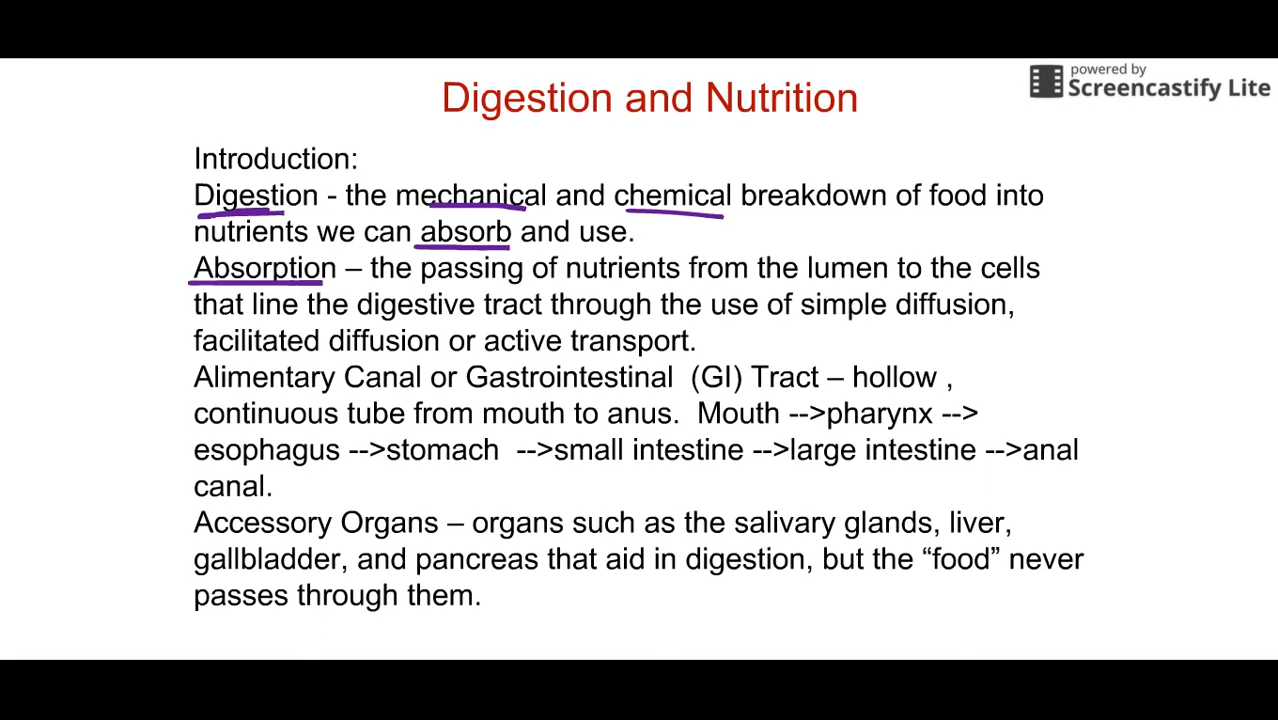 powered by
Screencastify Lite
Digestion and Nutrition
Introduction:
Digestion - the mechanical and chemical breakdown of food into
nutrients we can absorb and use.
Absorption – the passing of nutrients from the lumen to the cells
that line the digestive tract through the use of simple diffusion,
facilitated diffusion or active transport.
Alimentary Canal or Gastrointestinal  (GI) Tract – hollow ,
continuous tube from mouth to anus.  Mouth -->pharynx -->
esophagus -->stomach  -->small intestine -->large intestine -->anal
canal.
Accessory Organs – organs such as the salivary glands, liver,
gallbladder, and pancreas that aid in digestion, but the “food” never
passes through them.